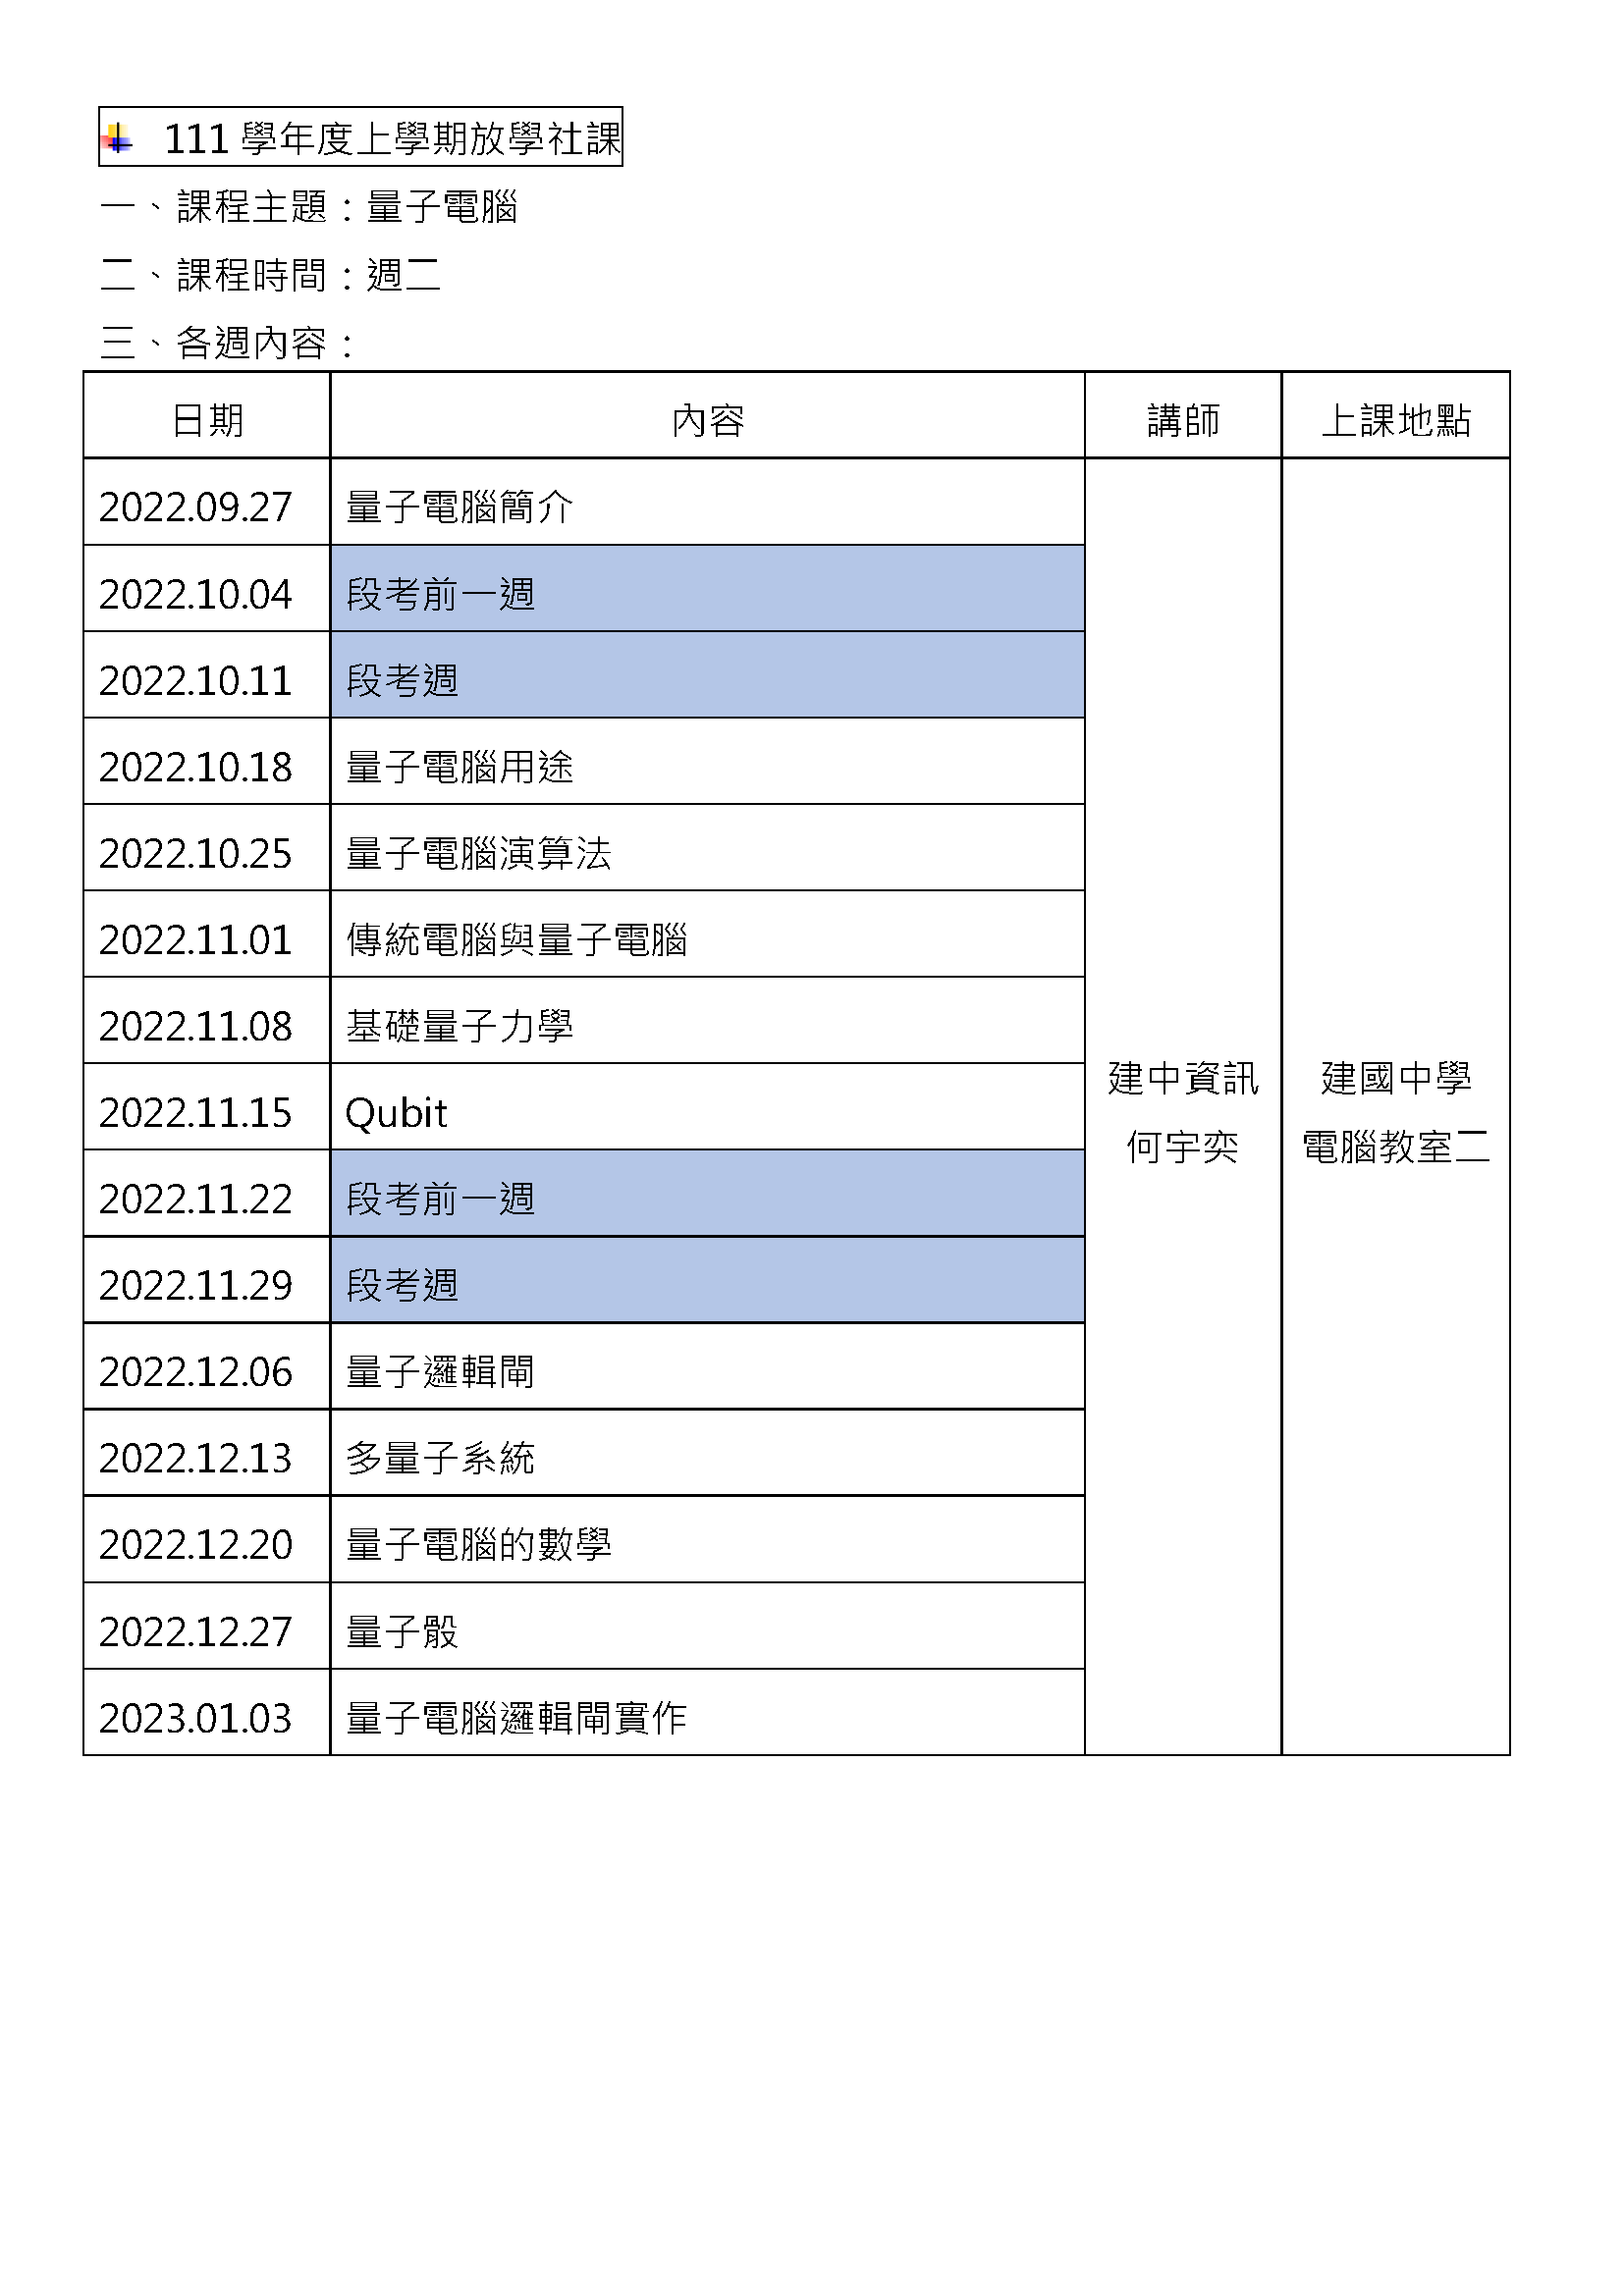 111 學年度上學期放學社課
一、課程主題：量子電腦
二、課程時間：週二
三、各週內容：
日期 內容 講師 上課地點
2022.09.27 量子電腦簡介
2022.10.04 段考前一週
2022.10.11 段考週
2022.10.18 量子電腦用途
2022.10.25 量子電腦演算法
2022.11.01 傳統電腦與量子電腦
2022.11.08 基礎量子力學
2022.11.15 Qubit
2022.11.22 段考前一週
2022.11.29 段考週
2022.12.06 量子邏輯閘
2022.12.13 多量子系統
2022.12.20 量子電腦的數學
2022.12.27 量子骰
2023.01.03 量子電腦邏輯閘實作
建中資訊
何宇奕
建國中學
電腦教室二